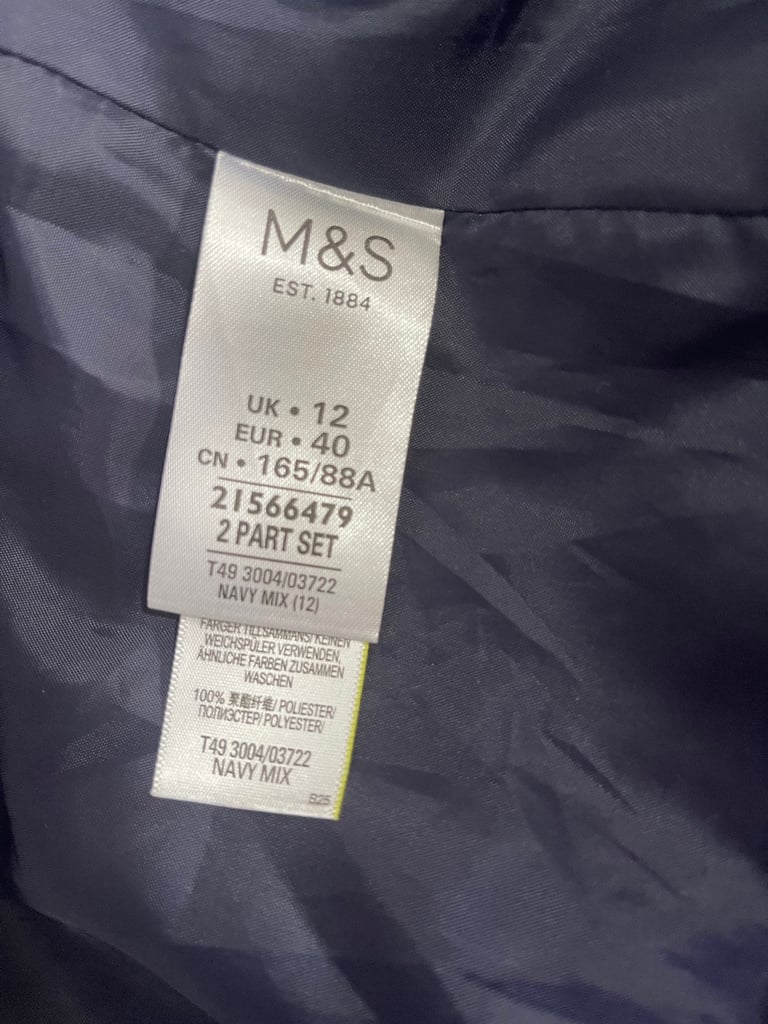 M&S
EST. 1884
UK • 12
EUR • 40
CN • 165/88A
21566479
2 PART SET
T49 3004/03722
NAVY MIX (12)
FÄRGER TILLSAMMANS/ KEINEN
WEICHSPÜLER VERWENDEN,
ÄHNLICHE FARBEN ZUSAMMEN
WASCHEN
100% 聚酯纤维/ POLIESTER/
ПОЛИЭСТЕР/ POLYESTER/
T49 3004/03722
NAVY MIX
B25